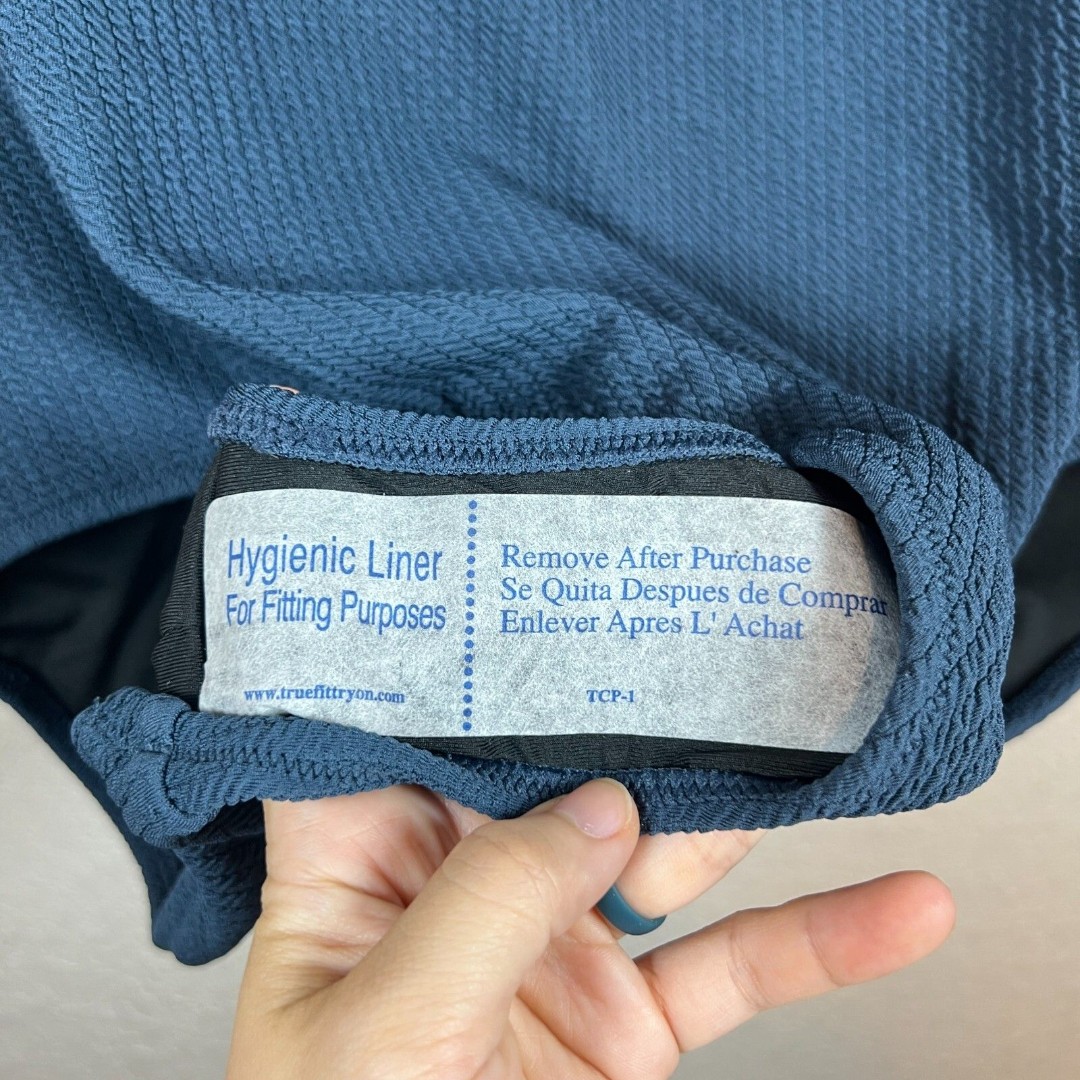 Hygienic Liner
For Fitting Purposes
www.truefittryon.com
Remove After Purchase
Se Quita Despues de Comprar
Enlever Apres L' Achat
TCP-1